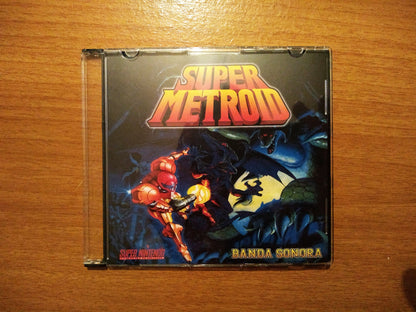 SUPER
METROID
SUPER NINTENDO
BANDA SONORA